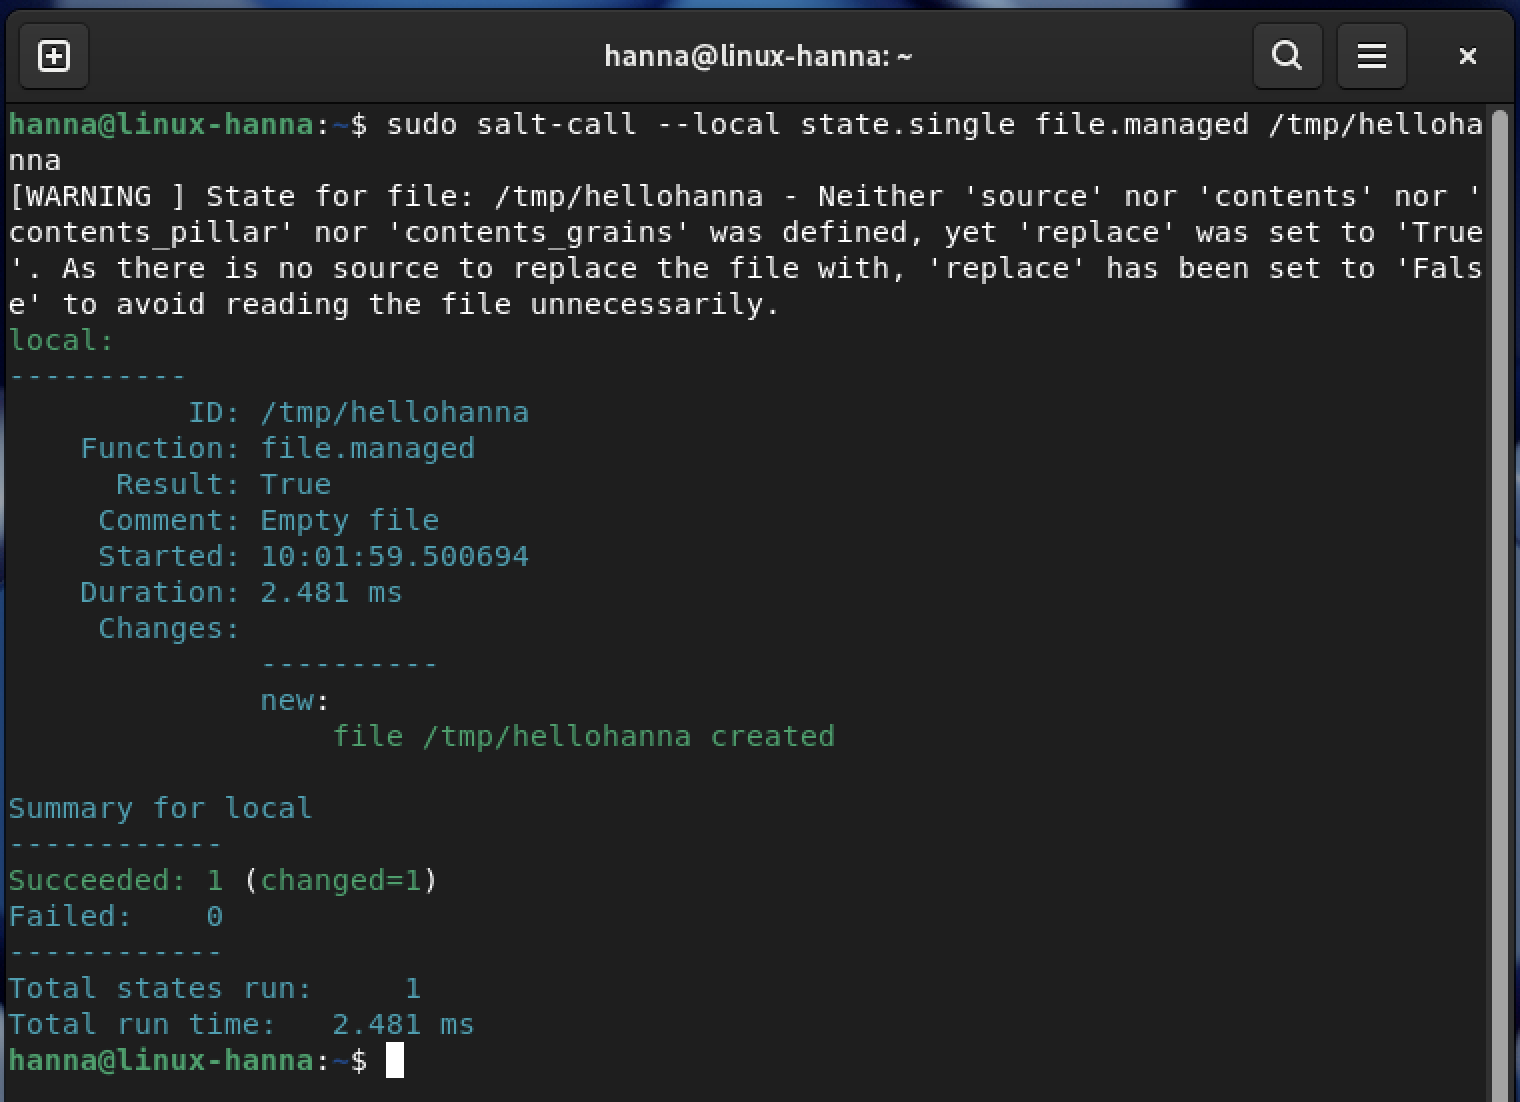 hanna@linux-hanna: ~
hanna@linux-hanna:~$ sudo salt-call --local state.single file.managed /tmp/helloha
nna
[WARNING ] State for file: /tmp/hellohanna - Neither 'source' nor 'contents' nor '
contents_pillar' nor 'contents_grains' was defined, yet 'replace' was set to 'True
'. As there is no source to replace the file with, 'replace' has been set to 'Fals
e' to avoid reading the file unnecessarily.
local:
----------
          ID: /tmp/hellohanna
    Function: file.managed
      Result: True
     Comment: Empty file
     Started: 10:01:59.500694
    Duration: 2.481 ms
     Changes:
              ----------
              new:
                  file /tmp/hellohanna created

Summary for local
------------
Succeeded: 1 (changed=1)
Failed:    0
------------
Total states run:     1
Total run time:   2.481 ms
hanna@linux-hanna:~$